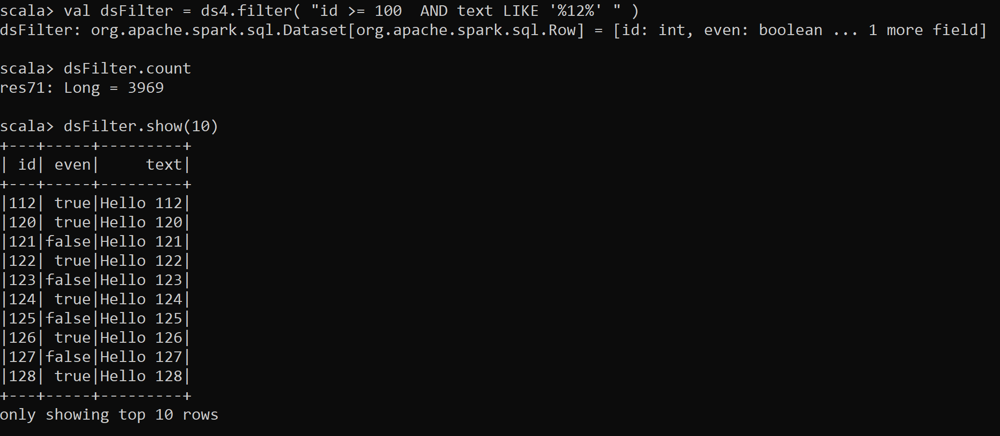 scala> val dsFilter = ds4.filter( "id >= 100  AND text LIKE '%12%' " )
dsFilter: org.apache.spark.sql.Dataset[org.apache.spark.sql.Row] = [id: int, even: boolean ... 1 more field]

scala> dsFilter.count
res71: Long = 3969

scala> dsFilter.show(10)
+---+-----+---------+
| id| even|     text|
+---+-----+---------+
|112| true|Hello 112|
|120| true|Hello 120|
|121|false|Hello 121|
|122| true|Hello 122|
|123|false|Hello 123|
|124| true|Hello 124|
|125|false|Hello 125|
|126| true|Hello 126|
|127|false|Hello 127|
|128| true|Hello 128|
+---+-----+---------+
only showing top 10 rows